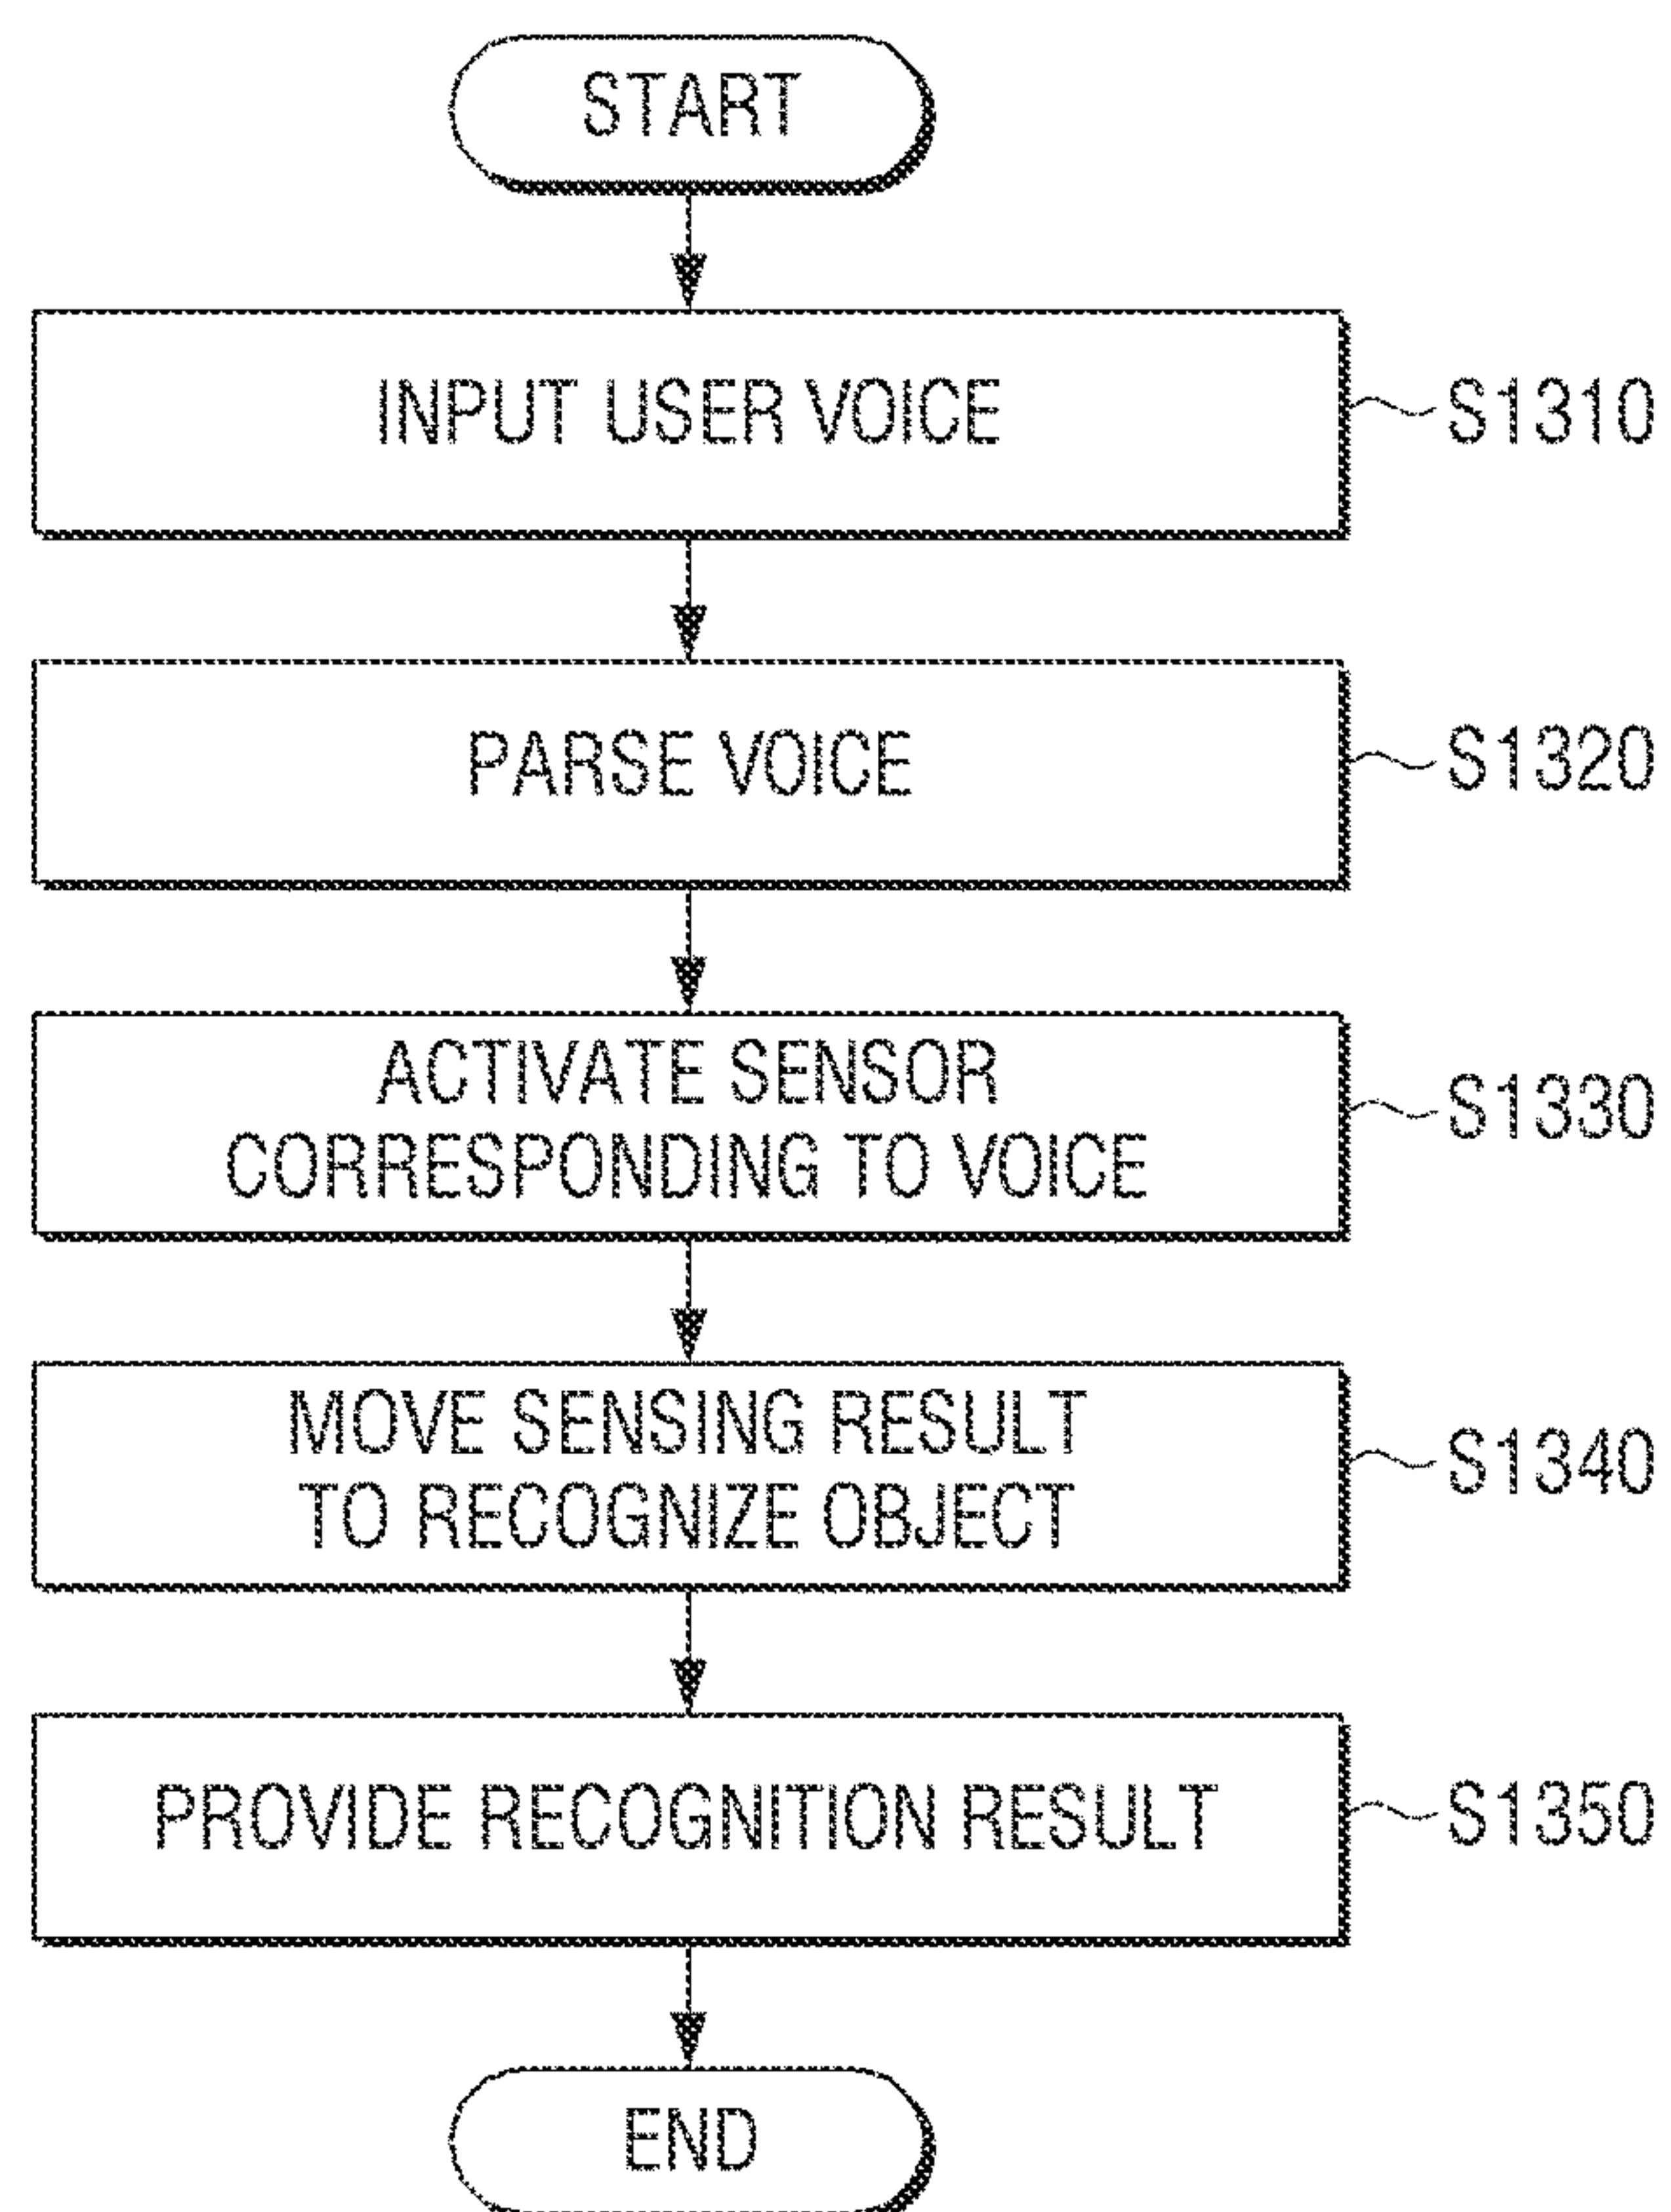 START
INPUT USER VOICE
S1310
PARSE VOICE
S1320
ACTIVATE SENSOR
CORRESPONDING TO VOICE
S1330
MOVE SENSING RESULT
TO RECOGNIZE OBJECT
S1340
PROVIDE RECOGNITION RESULT
S1350
END